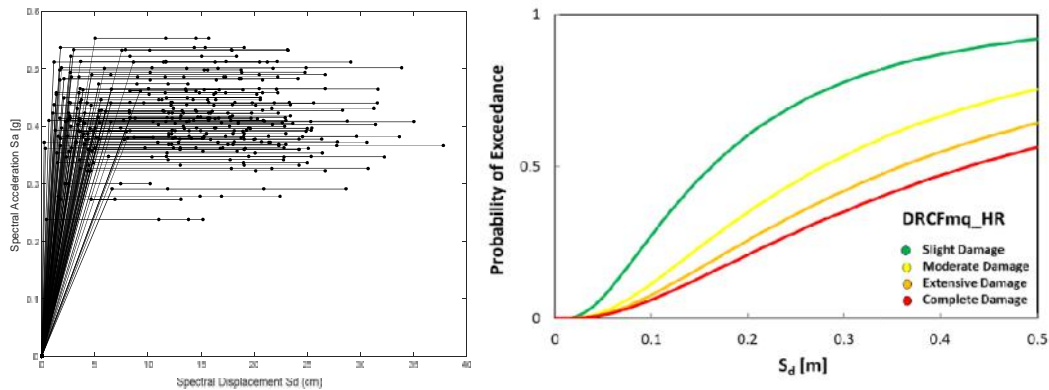 0.6
0.5
0.4
0.3
0.2
0.1
0
Spectral Acceleration Sa [g]
0 5 10 15 20 25 30 35 40
Spectral Displacement Sd (cm)
1
0.5
0
Probability of Exceedance
DRCFmq_HR
Slight Damage
Moderate Damage
Extensive Damage
Complete Damage
0 0.1 0.2 0.3 0.4 0.5
Sd [m]